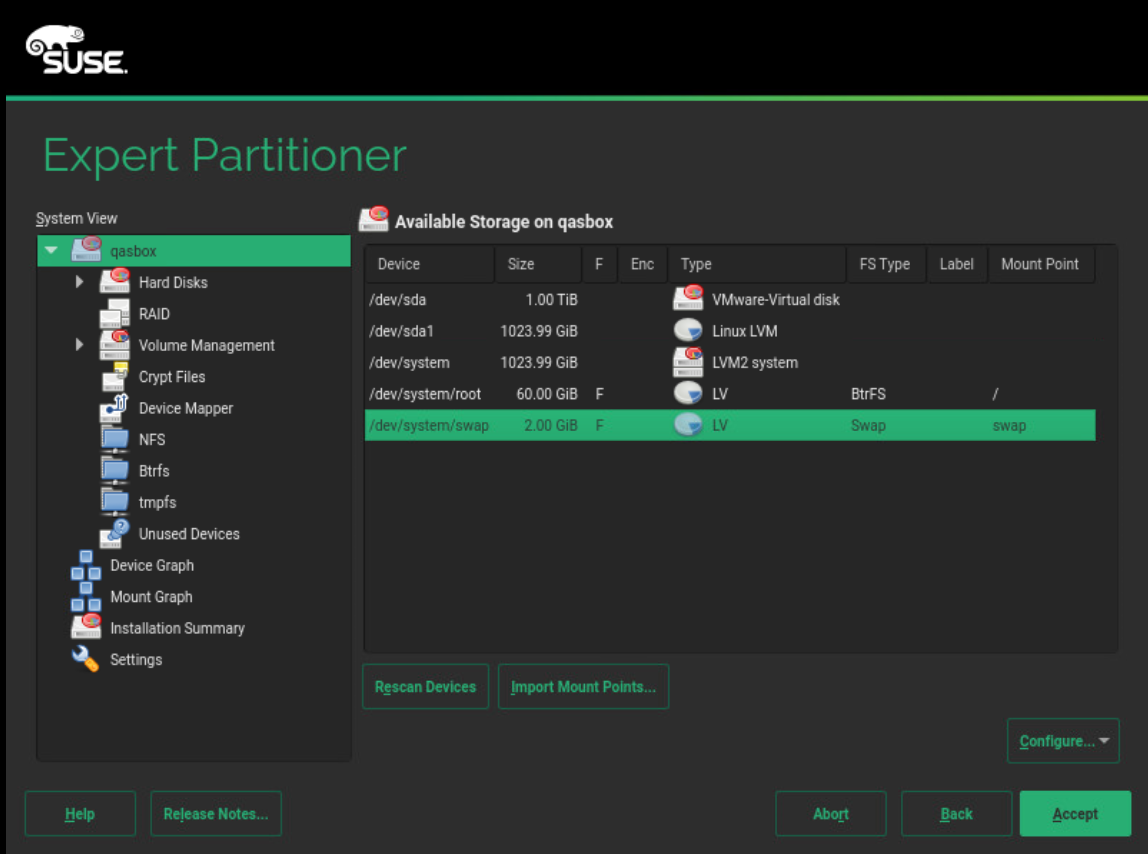 SUSE.
Expert Partitioner
System View
qasbox
Hard Disks
RAID
Volume Management
Crypt Files
Device Mapper
NFS
Btrfs
tmpfs
Unused Devices
Device Graph
Mount Graph
Installation Summary
Settings
Available Storage on qasbox
Device Size F Enc Type FS Type Label Mount Point
/dev/sda 1.00 TiB VMware-Virtual disk
/dev/sda1 1023.99 GiB Linux LVM
/dev/system 1023.99 GiB LVM2 system
/dev/system/root 60.00 GiB F LV BtrFS /
/dev/system/swap 2.00 GiB F LV Swap swap
Rescan Devices Import Mount Points...
Configure...
Help Release Notes... Abort Back Accept